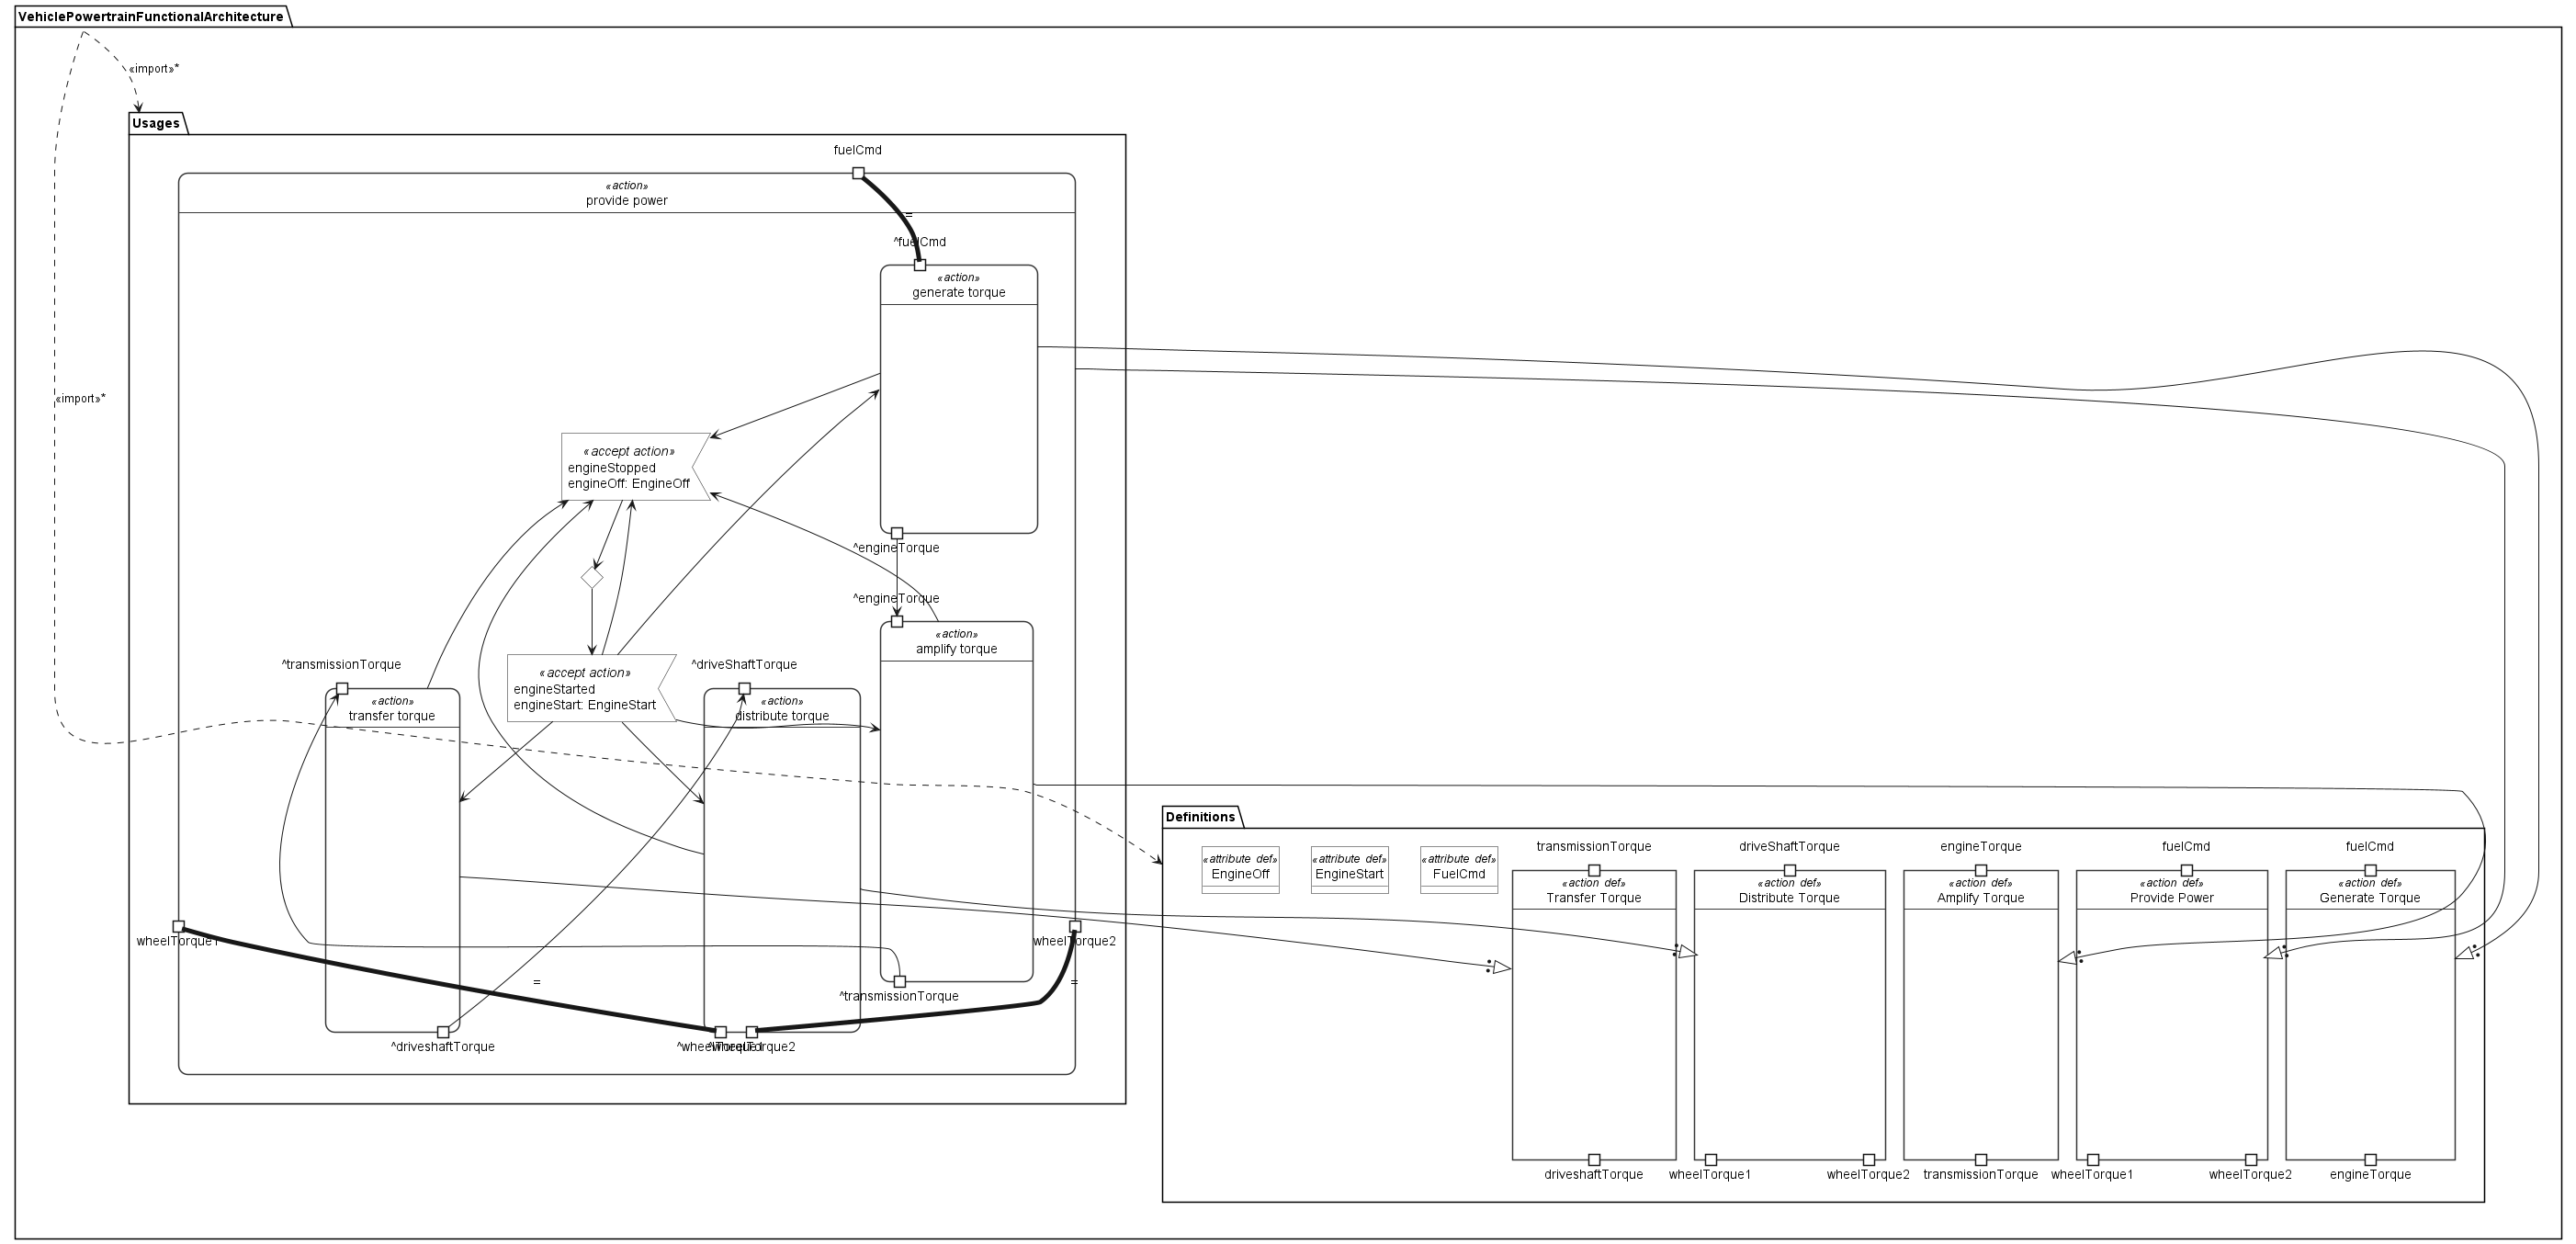 VehiclePowertrainFunctionalArchitecture
«import»*
Usages
fuelCmd
«action»
provide power
=
^fuelCmd
«action»
generate torque
«import»*
«accept action»
engineStopped
engineOff: EngineOff
^engineTorque
^engineTorque
«action»
amplify torque
^transmissionTorque
«accept action»
engineStarted
engineStart: EngineStart
^driveShaftTorque
«action»
transfer torque
«action»
distribute torque
wheelTorque1
wheelTorque2
=
=
^transmissionTorque
^driveshaftTorque
^wheelTorque1
^wheelTorque2
Definitions
«attribute def»
EngineOff
«attribute def»
EngineStart
«attribute def»
FuelCmd
transmissionTorque
«action def»
Transfer Torque
driveshaftTorque
driveShaftTorque
«action def»
Distribute Torque
wheelTorque1
wheelTorque2
engineTorque
«action def»
Amplify Torque
transmissionTorque
fuelCmd
«action def»
Provide Power
wheelTorque1
wheelTorque2
fuelCmd
«action def»
Generate Torque
engineTorque